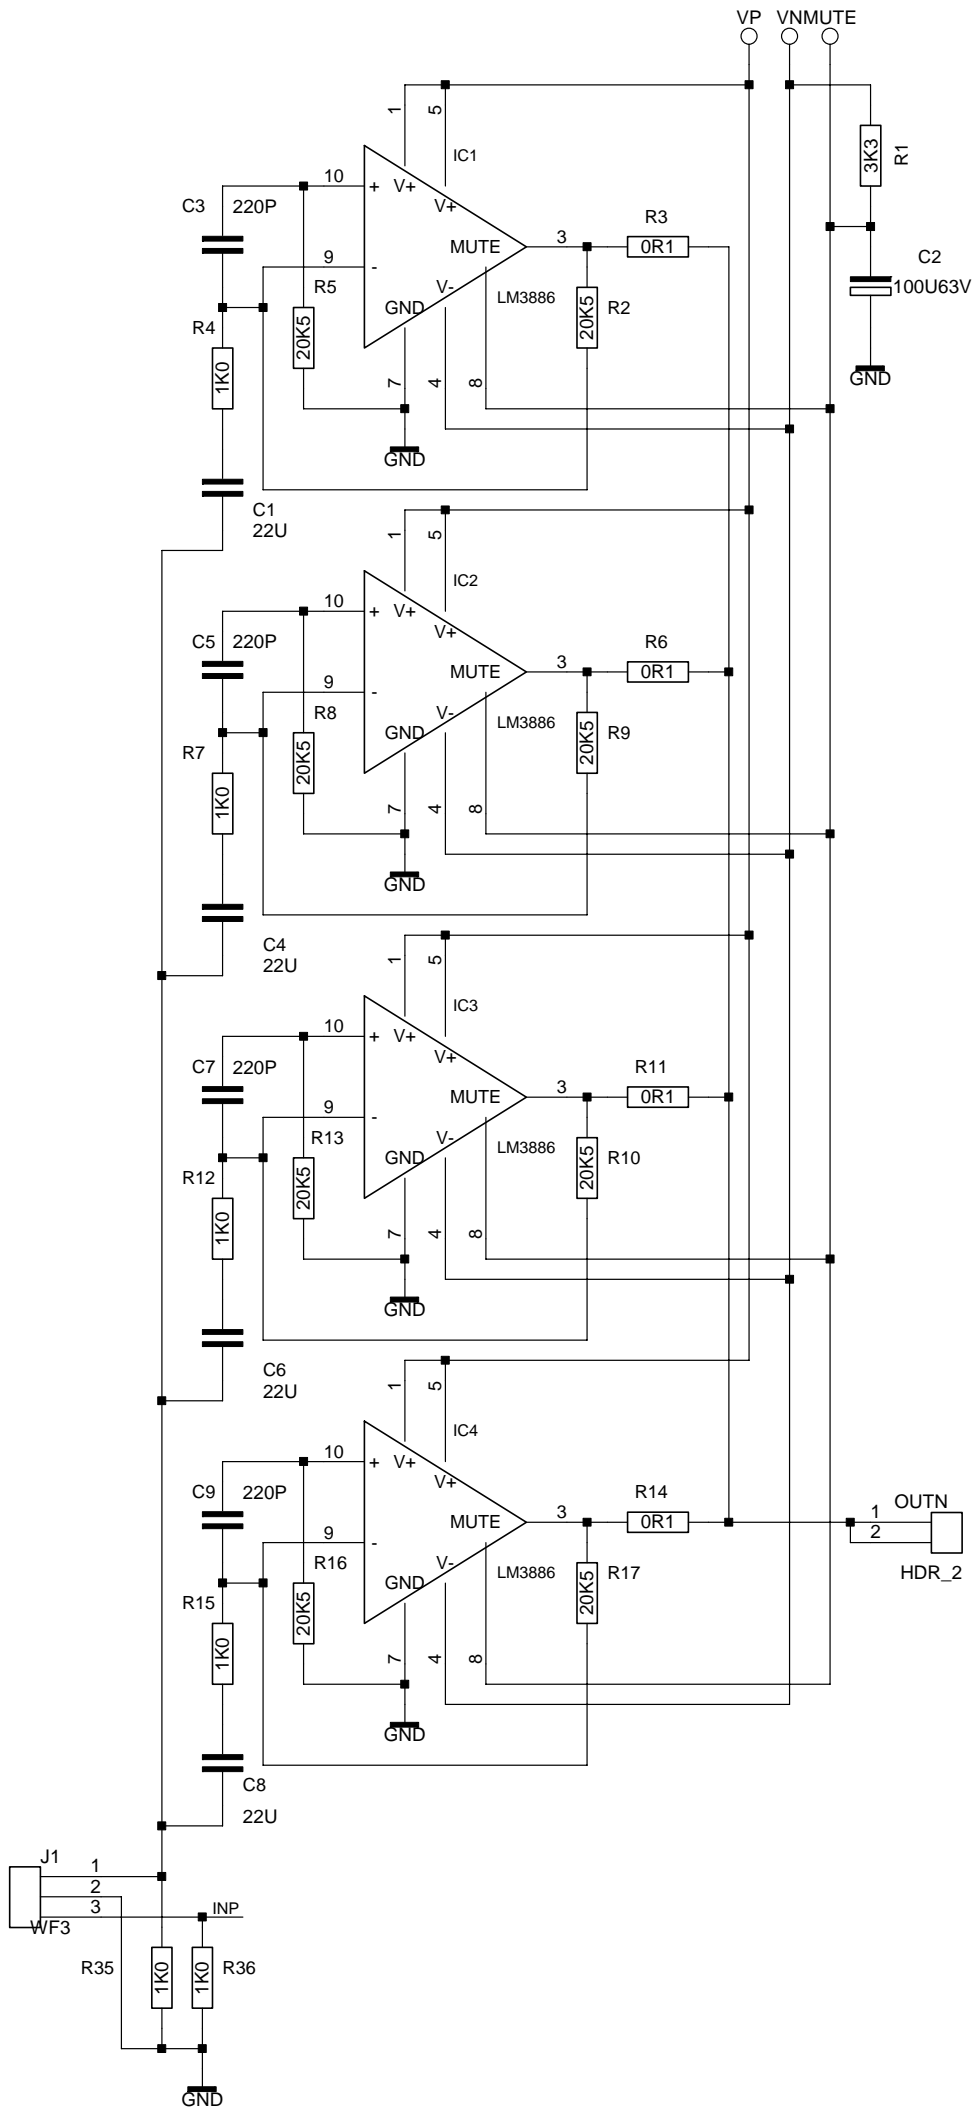 VP VNMUTE
1 5
IC1
10 + V+
V+
C3 220P
R3
MUTE 3 0R1
9 -
R1 3K3
C2
100U63V
R5 V- LM3886
R4 GND 20K5 R2
20K5
1K0
7 4 8
GND
GND
C1
22U
1 5
IC2
10 + V+
V+
C5 220P
R6
MUTE 3 0R1
9 -
R8 V- LM3886
R7 GND 20K5 R9
20K5
1K0
7 4 8
GND
C4
22U
1 5
IC3
10 + V+
V+
C7 220P
R11
MUTE 3 0R1
9 -
R13 V- LM3886
R12 GND 20K5 R10
20K5
1K0
7 4 8
GND
C6
22U
1 5
IC4
10 + V+
V+
C9 220P
R14
MUTE 3 0R1
OUTN
1
2
HDR_2
9 -
R16 V- LM3886
R15 GND 20K5 R17
20K5
1K0
7 4 8
GND
C8
22U
J1
1
2
3 INP
WF3
R35 1K0 1K0 R36
GND